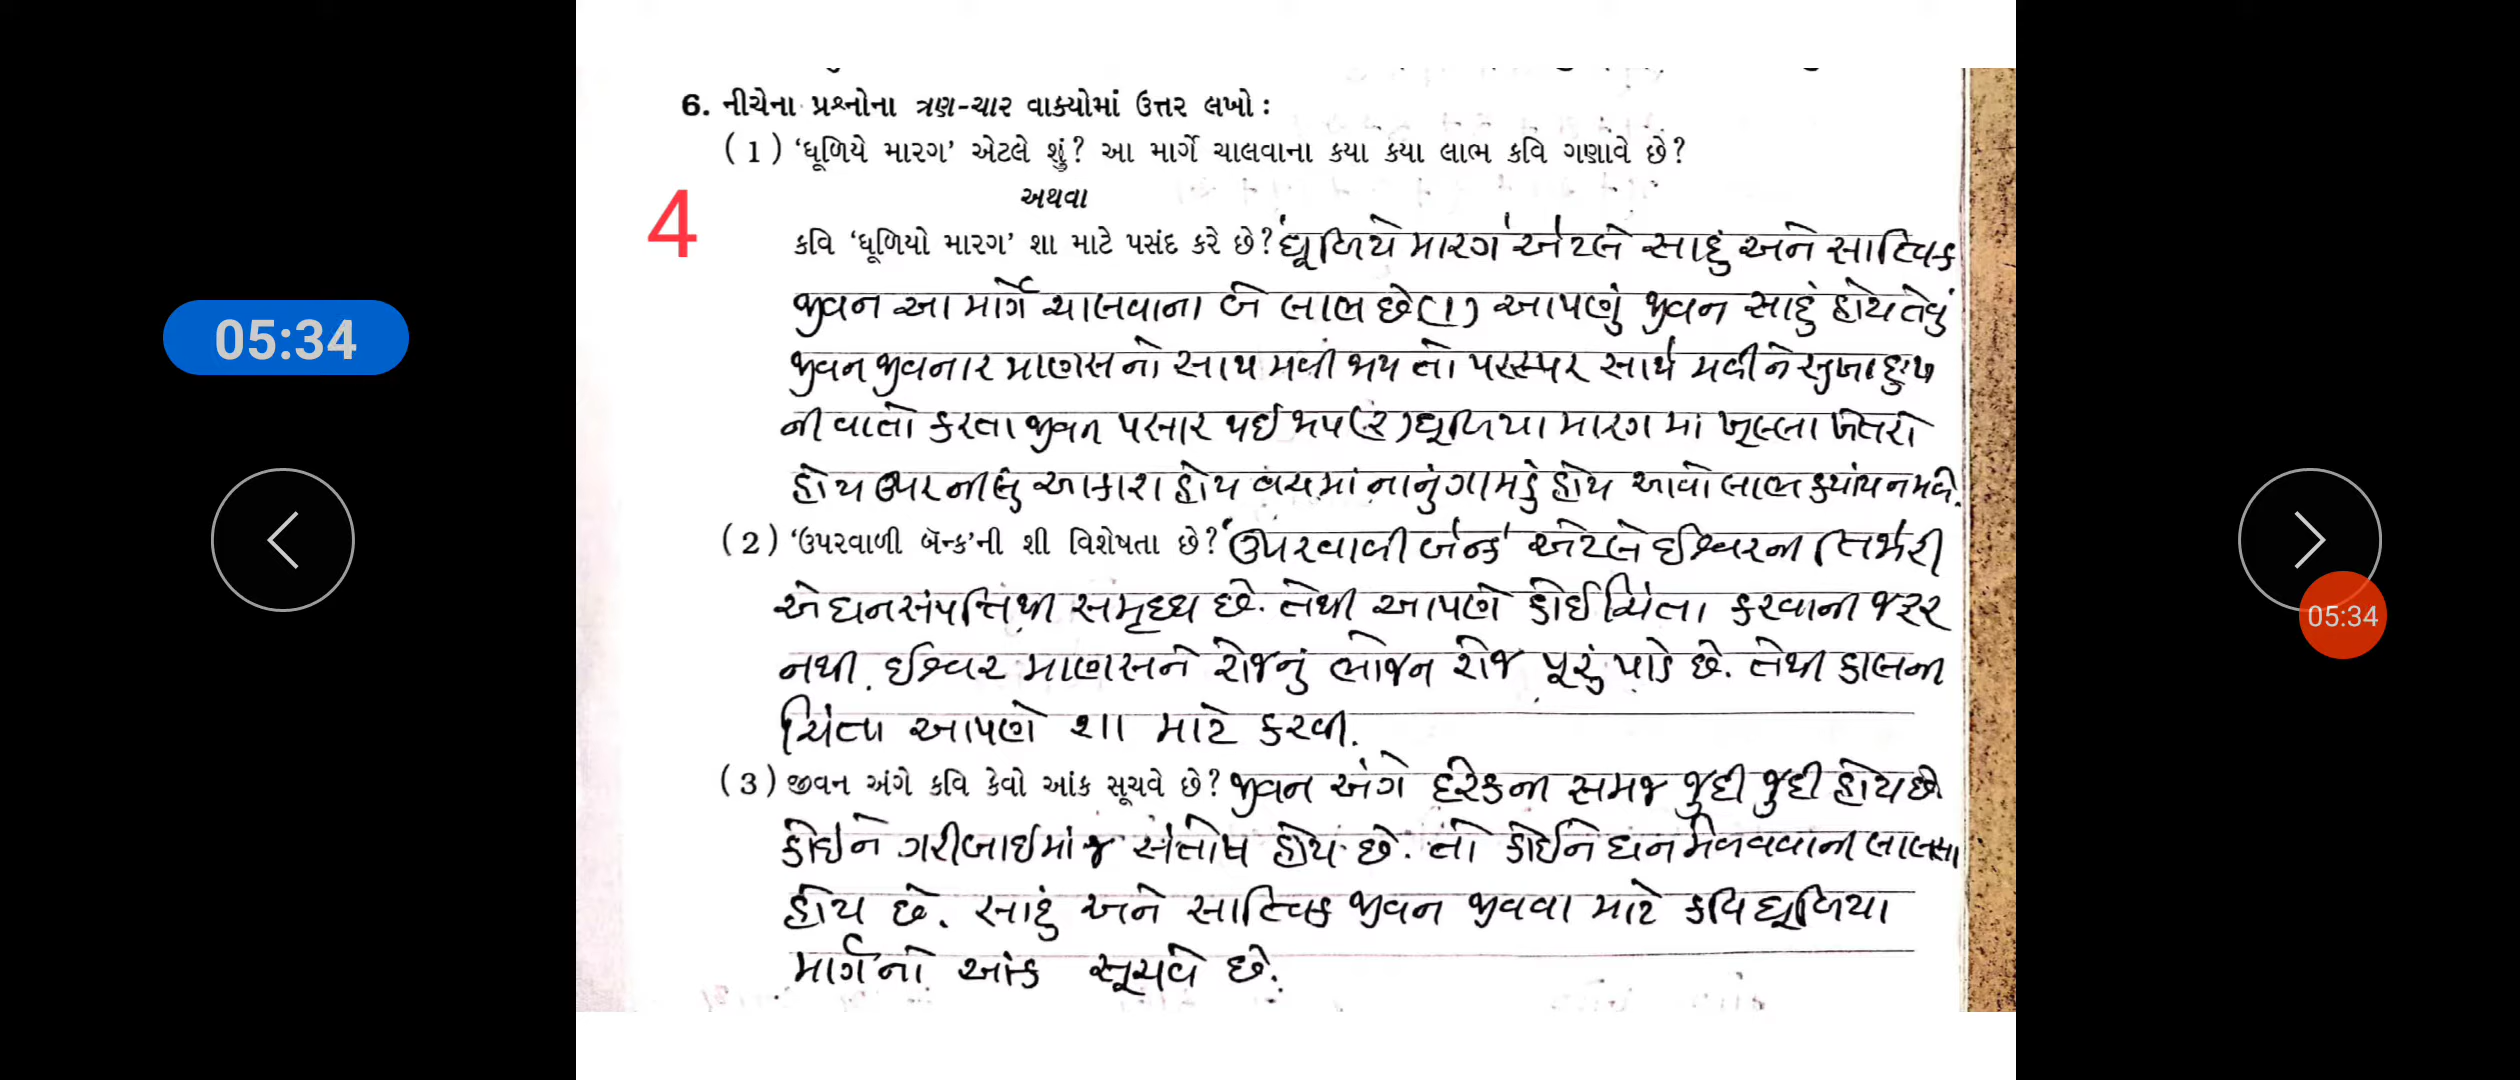 6. નીચેના પ્રશ્નોના ત્રણ-ચાર વાક્યોમાં ઉત્તર લખો :
(1) ‘ધૂળિયે મારગ’ એટલે શું? આ માર્ગે ચાલવાના કયા કયા લાભ કવિ ગણાવે છે?
અથવા
4
કવિ ‘ધૂળિયો મારગ’ શા માટે પસંદ કરે છે? ‘ધૂળિયે મારગ’ એટલે સાદું અને સાત્વિક
જીવન આ માર્ગે ચાલવાના બે લાભ છે (1) આપણું જીવન સાદું હોય તેવું
જીવન જીવનાર માણસનો સાથ મળી જાય તો પરસ્પર સાથે મળીને સુખ દુઃખ
ની વાતો કરતા જીવન પસાર થઈ જાય (૨) ધૂળિયા મારગ માં ખૂલ્લા ખેતરો
હોય ઉપર નીલુ આકાશ હોય વચમાં નાનું ગામડું હોય આવો લાભ ક્યાંય ન મળે.
(2) ‘ઉપરવાળી બૅન્ક’ની શી વિશેષતા છે? ‘ઉપરવાળી બેન્ક’ એટલે ઈશ્વરની તિજોરી
એ ધનસંપત્તિથી સમૃદ્ધ છે. તેથી આપણે કોઈ ચિંતા કરવાની જરૂર
નથી. ઈશ્વર માણસને રોજનું ભોજન રોજ પૂરું પાડે છે. તેથી કાલની
ચિંતા આપણે શા માટે કરવી.
(3) જીવન અંગે કવિ કેવો આંક સૂચવે છે? જીવન અંગે દરેકની સમજ જુદી જુદી હોય છે
કોઈને ગરીબાઈમાં જ સંતોષ હોય છે. તો કોઈને ધન મેળવવાની લાલસા
હોય છે. સાદું અને સાત્વિક જીવન જીવવા માટે કવિ ધૂળિયા
માર્ગનો આંક સૂચવે છે.
05:34
05:34